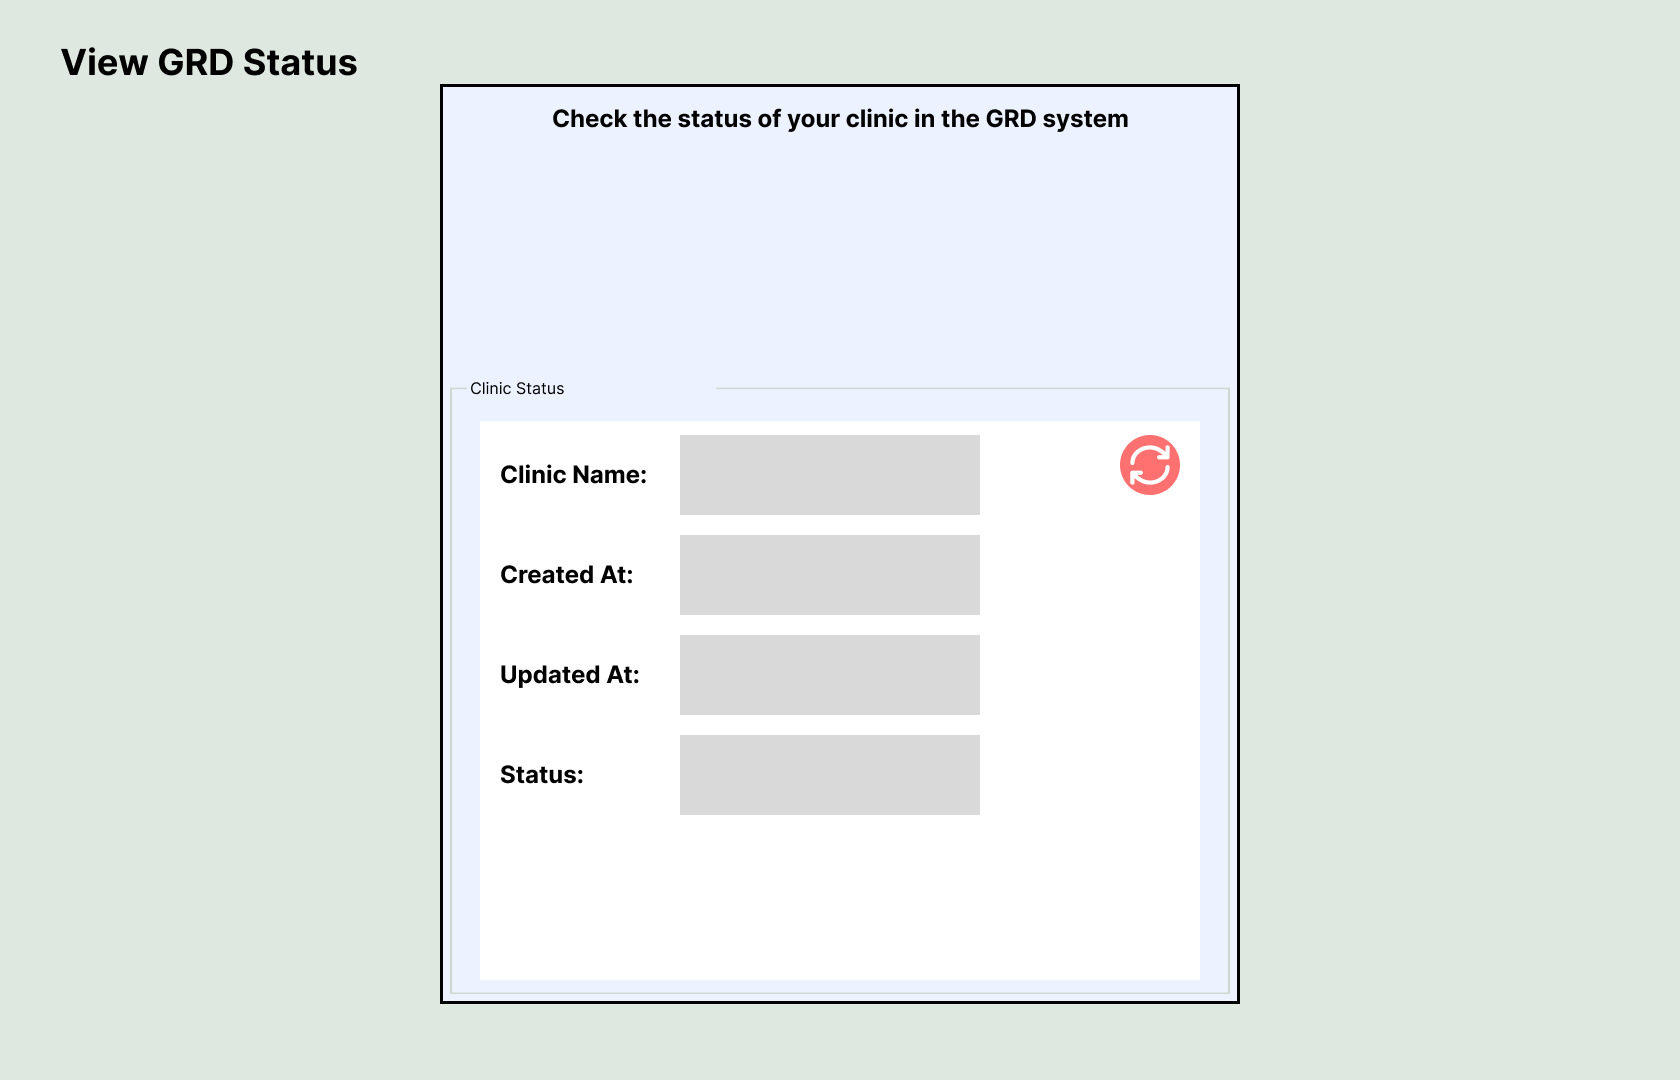 View GRD Status
Check the status of your clinic in the GRD system
Clinic Status
Clinic Name:
Created At:
Updated At:
Status: